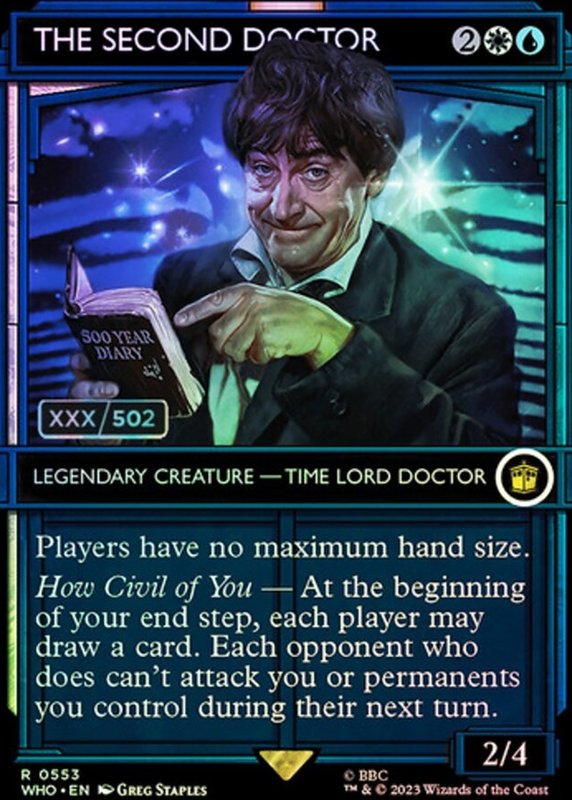 THE SECOND DOCTOR 2
500 YEAR
DIARY
XXX/502
LEGENDARY CREATURE — TIME LORD DOCTOR
Players have no maximum hand size.
How Civil of You — At the beginning
of your end step, each player may
draw a card. Each opponent who
does can't attack you or permanents
you control during their next turn.
2/4
R 0553
WHO • EN Greg Staples
© BBC
™ & © 2023 Wizards of the Coast